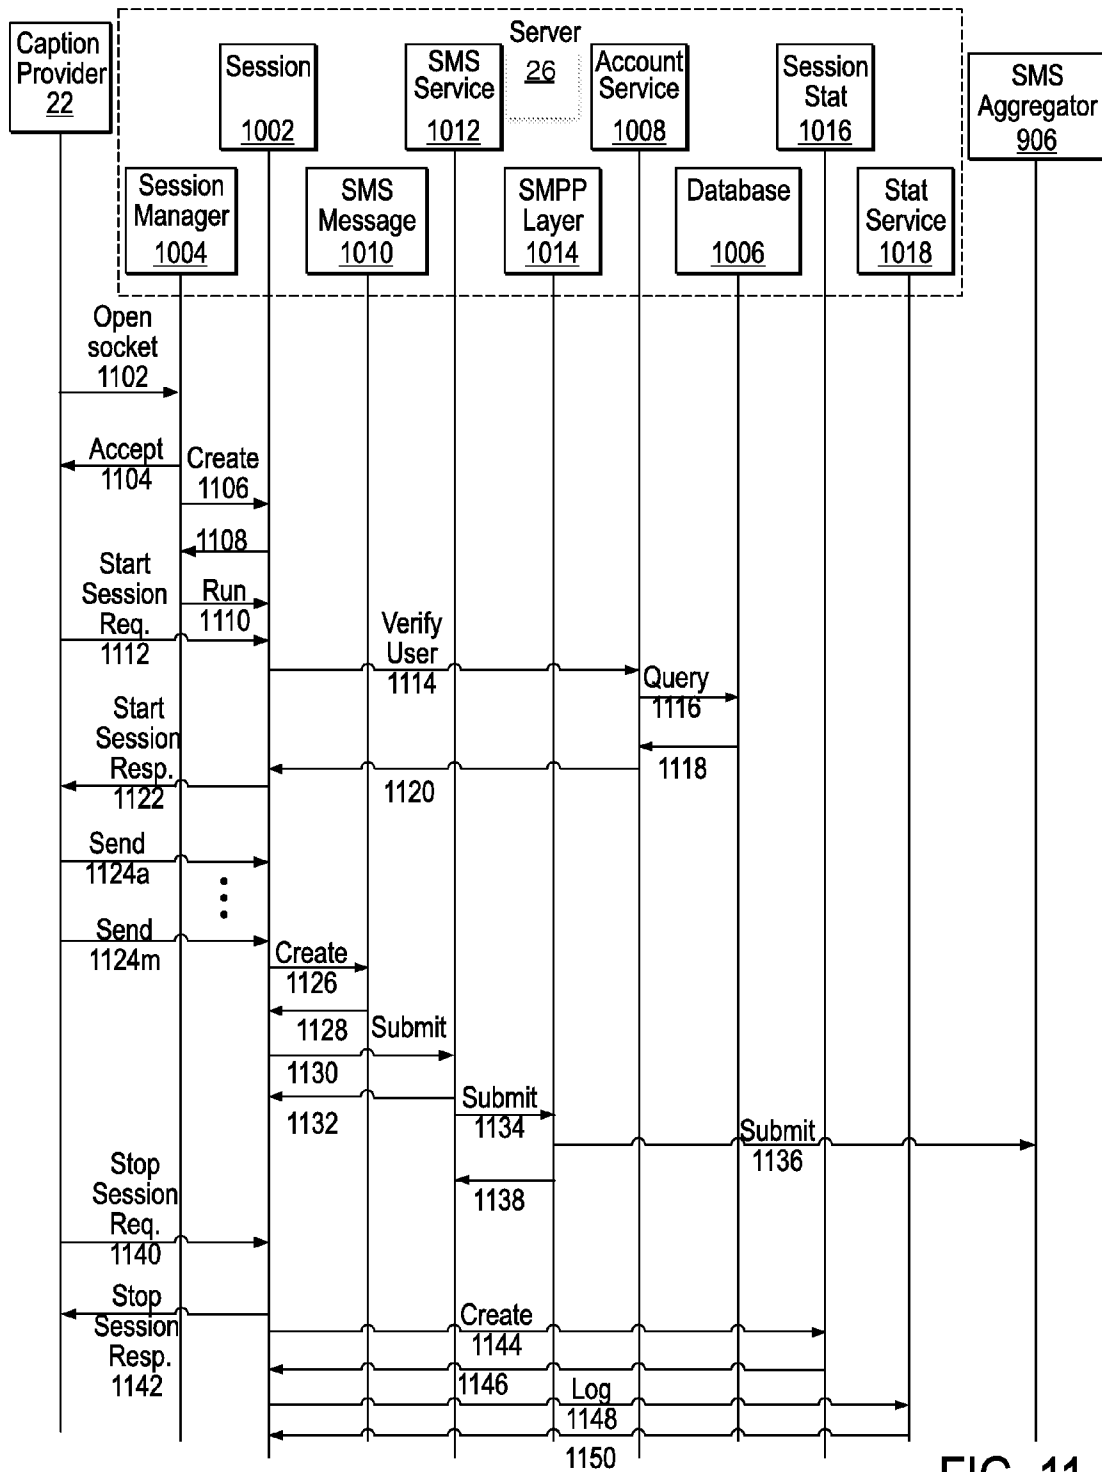 Caption
Provider
22
Server
26
Session
1002
SMS
Service
1012
Account
Service
1008
Session
Stat
1016
SMS
Aggregator
906
Session
Manager
1004
SMS
Message
1010
SMPP
Layer
1014
Database
1006
Stat
Service
1018
Open
socket
1102
Accept
1104
Create
1106
1108
Start
Session
Req.
1112
Run
1110
Verify
User
1114
Query
1116
1118
1120
Start
Session
Resp.
1122
Send
1124a
Send
1124m
Create
1126
1128
Submit
1130
1132
Submit
1134
Submit
1136
1138
Stop
Session
Req.
1140
Stop
Session
Resp.
1142
Create
1144
1146
Log
1148
1150
FIG. 11